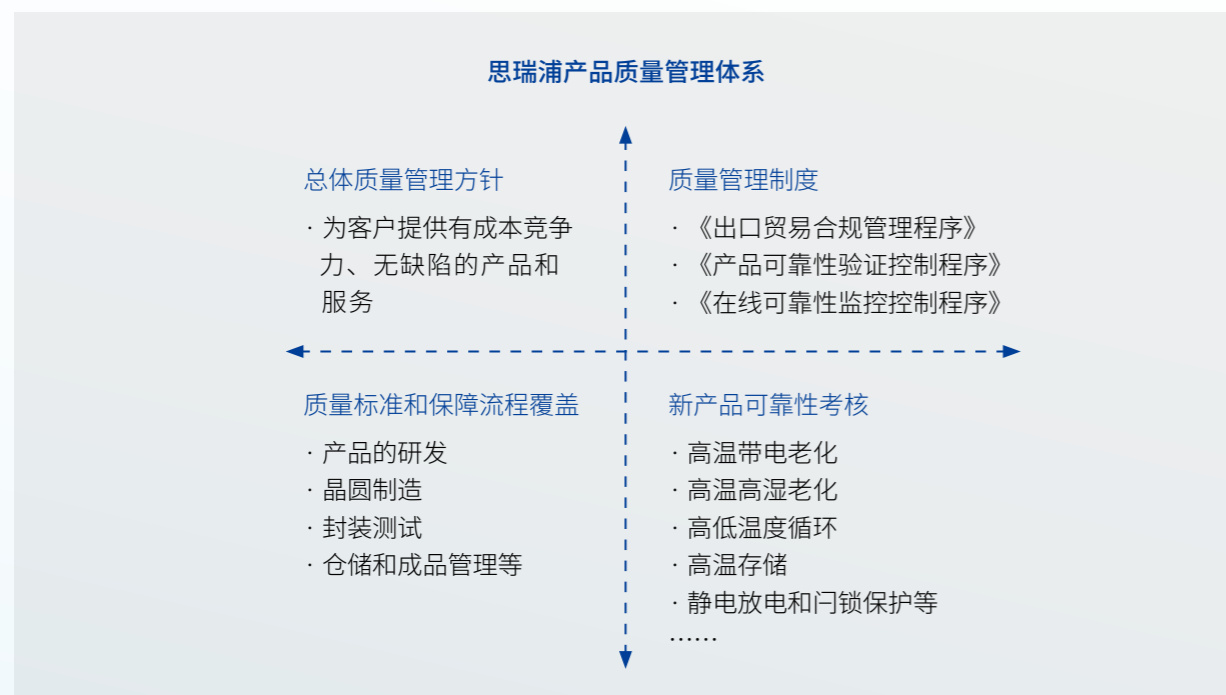 思瑞浦产品质量管理体系
总体质量管理方针
· 为客户提供有成本竞争
力、无缺陷的产品和
服务
质量管理制度
· 《出口贸易合规管理程序》
· 《产品可靠性验证控制程序》
· 《在线可靠性监控控制程序》
质量标准和保障流程覆盖
· 产品的研发
· 晶圆制造
· 封装测试
· 仓储和成品管理等
新产品可靠性考核
· 高温带电老化
· 高温高湿老化
· 高低温度循环
· 高温存储
· 静电放电和闩锁保护等
……